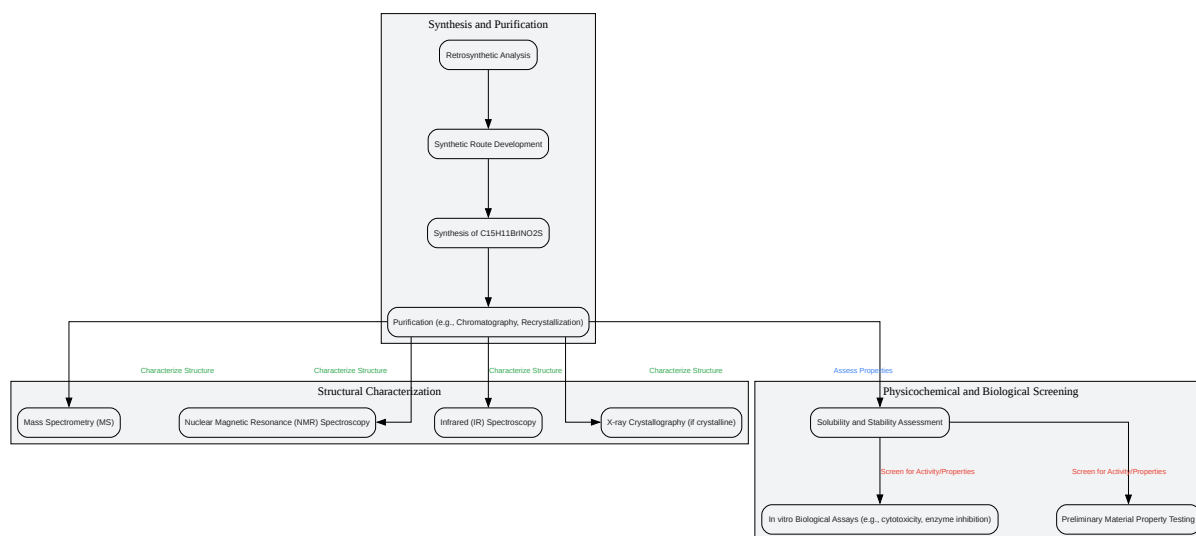 Synthesis and Purification
Retrosynthetic Analysis
Synthetic Route Development
Synthesis of C15H11BrINO2S
Purification (e.g., Chromatography, Recrystallization)
Characterize Structure
Characterize Structure
Characterize Structure
Characterize Structure
Assess Properties
Structural Characterization
Physicochemical and Biological Screening
Mass Spectrometry (MS)
Nuclear Magnetic Resonance (NMR) Spectroscopy
Infrared (IR) Spectroscopy
X-ray Crystallography (if crystalline)
Solubility and Stability Assessment
Screen for Activity/Properties
Screen for Activity/Properties
In vitro Biological Assays (e.g., cytotoxicity, enzyme inhibition)
Preliminary Material Property Testing